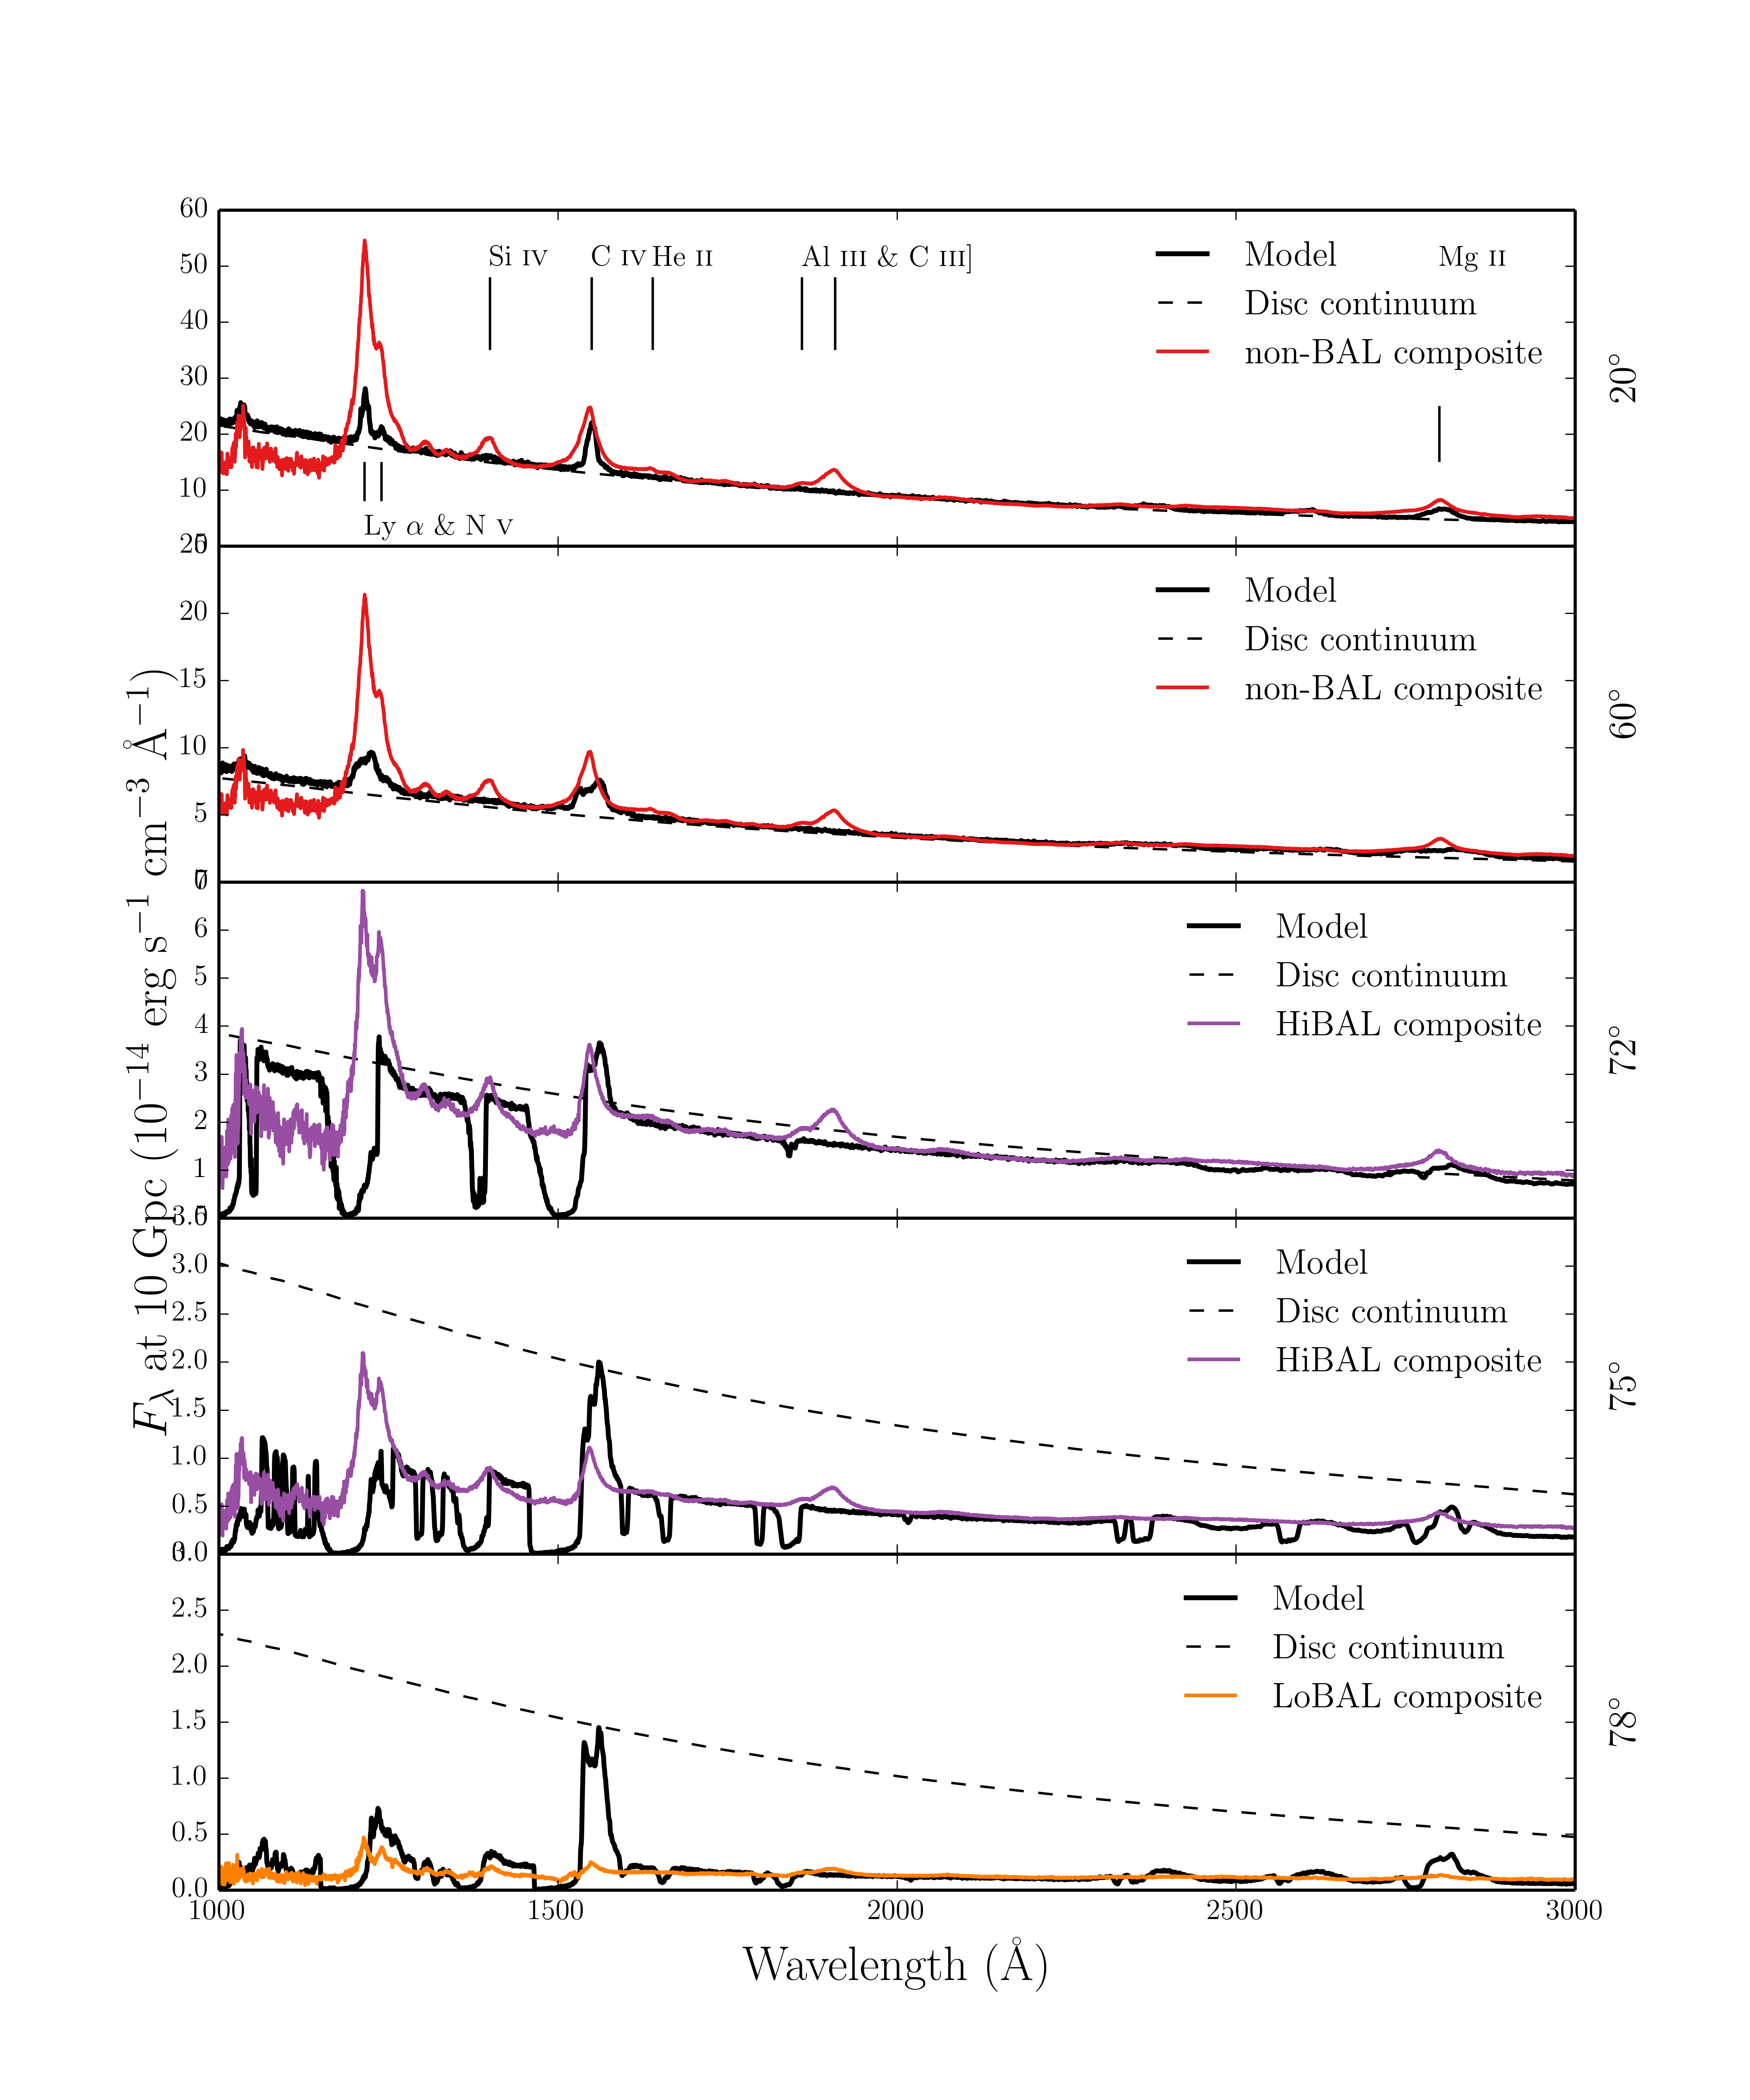 60
50
40
30
20
10
Si IV
C IV He II
Al III & C III]
Mg II
Ly α & N V
Model
Disc continuum
non-BAL composite
20°
20
15
10
5
Model
Disc continuum
non-BAL composite
60°
6
5
4
3
2
1
Model
Disc continuum
HiBAL composite
72°
3.0
2.5
2.0
1.5
1.0
0.5
Model
Disc continuum
HiBAL composite
75°
2.5
2.0
1.5
1.0
0.5
0.0
Model
Disc continuum
LoBAL composite
78°
1000 1500 2000 2500 3000
Wavelength (Å)
Fλ at 10 Gpc (10−14 erg s−1 cm−3 Å−1)